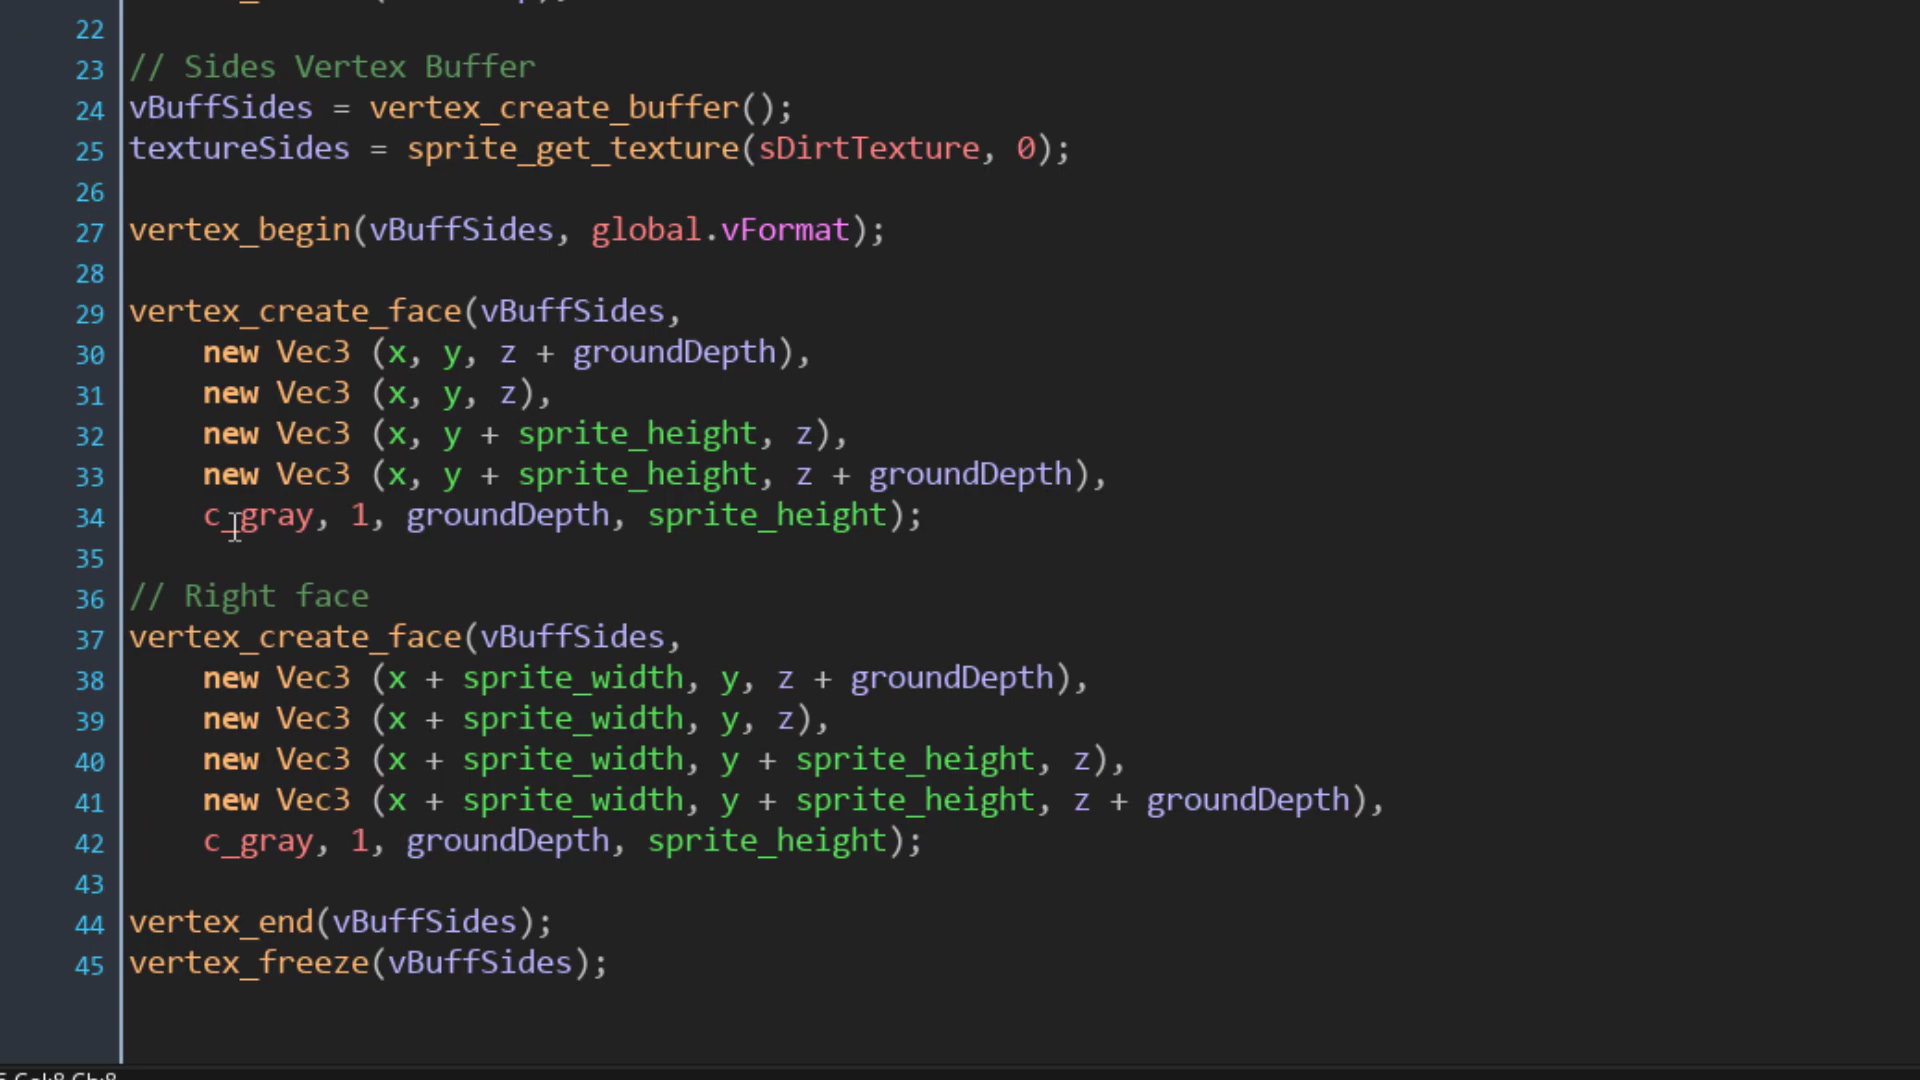 22
23 // Sides Vertex Buffer
24 vBuffSides = vertex_create_buffer();
25 textureSides = sprite_get_texture(sDirtTexture, 0);
26
27 vertex_begin(vBuffSides, global.vFormat);
28
29 vertex_create_face(vBuffSides,
30 new Vec3 (x, y, z + groundDepth),
31 new Vec3 (x, y, z),
32 new Vec3 (x, y + sprite_height, z),
33 new Vec3 (x, y + sprite_height, z + groundDepth),
34 c_gray, 1, groundDepth, sprite_height);
35
36 // Right face
37 vertex_create_face(vBuffSides,
38 new Vec3 (x + sprite_width, y, z + groundDepth),
39 new Vec3 (x + sprite_width, y, z),
40 new Vec3 (x + sprite_width, y + sprite_height, z),
41 new Vec3 (x + sprite_width, y + sprite_height, z + groundDepth),
42 c_gray, 1, groundDepth, sprite_height);
43
44 vertex_end(vBuffSides);
45 vertex_freeze(vBuffSides);